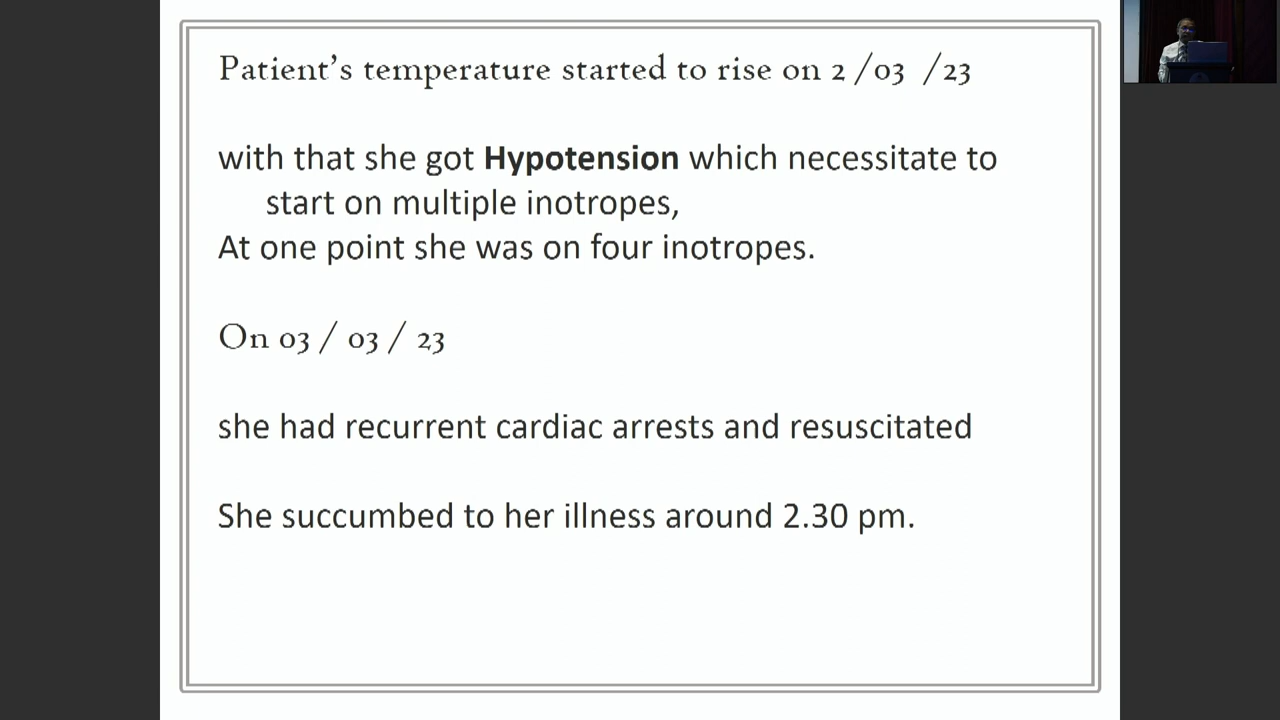 Patient's temperature started to rise on 2 /03 /23
with that she got Hypotension which necessitate to
start on multiple inotropes,
At one point she was on four inotropes.
On 03 / 03 / 23
she had recurrent cardiac arrests and resuscitated
She succumbed to her illness around 2.30 pm.